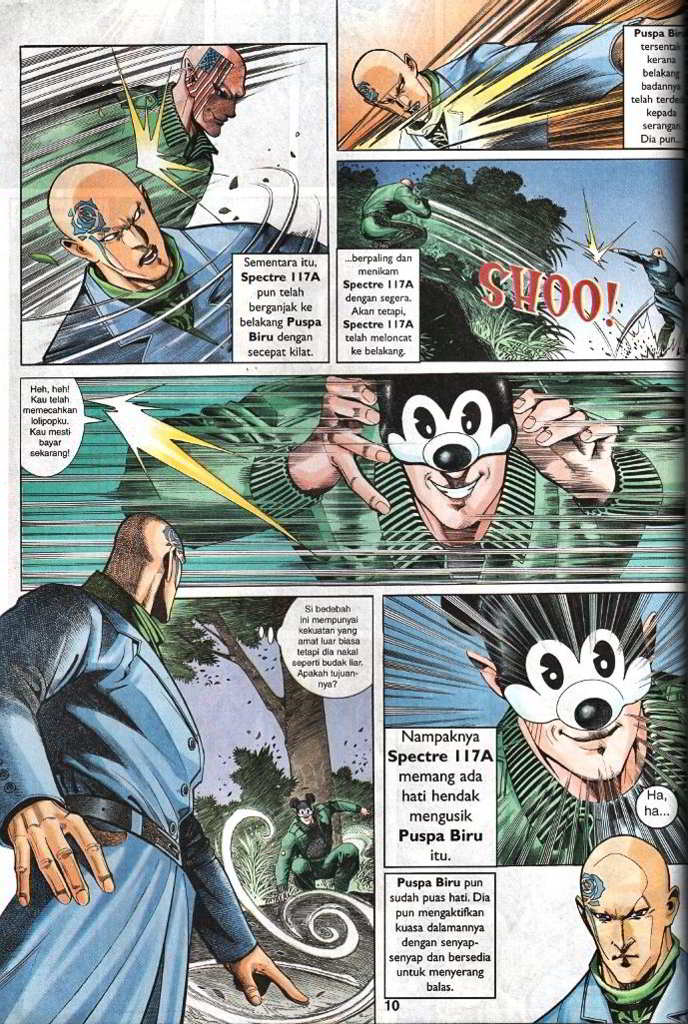 Puspa Biru
tersentak
kerana
belakang
badannya
telah
kepada
serangan.
Dia pun...
Sementara itu,
Spectre 117A
pun telah
berganjak ke
belakang Puspa
Biru dengan
secepat kilat.
...berpaling dan
menikam
Spectre 117A
dengan segera.
Akan tetapi,
Spectre 117A
telah meloncat
ke belakang.
SHOO!
Heh, heh!
Kau telah
memecahkan
lolipopku.
Kau mesti
bayar
sekarang!
Si bedebah
ini mempunyai
kekuatan yang
amat luar biasa
tetapi dia nakal
seperti budak liar.
Apakah tujuan-
nya?
Nampaknya
Spectre 117A
memang ada
hati hendak
mengusik
Puspa Biru
itu.
Ha,
ha...
Puspa Biru pun
sudah puas hati. Dia
pun mengaktifkan
kuasa dalamannya
dengan senyap-
senyap dan bersedia
untuk menyerang
balas.
10